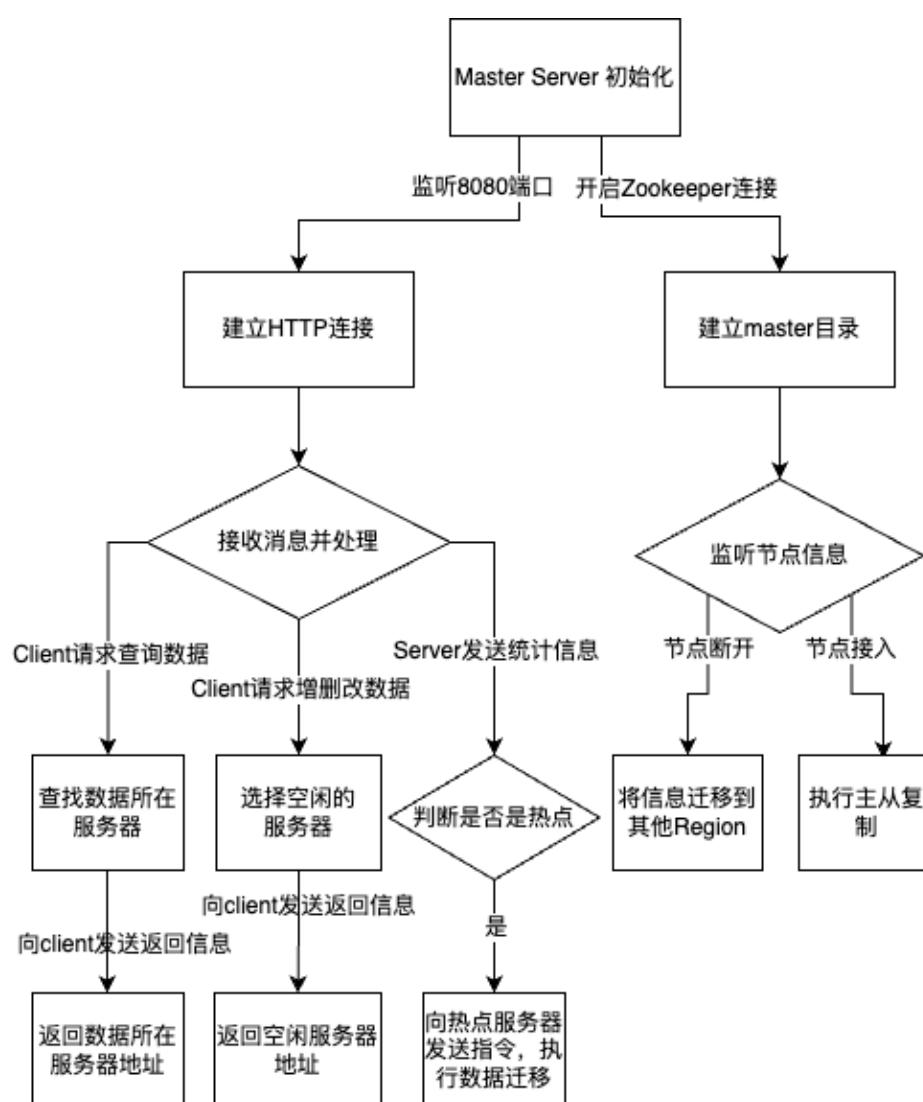 Master Server 初始化
监听8080端口
开启Zookeeper连接
建立HTTP连接
建立master目录
接收消息并处理
监听节点信息
Client请求查询数据
Client请求增删改数据
Server发送统计信息
节点断开
节点接入
查找数据所在
服务器
选择空闲的
服务器
判断是否是热点
将信息迁移到
其他Region
执行主从复
制
向client发送返回信息
向client发送返回信息
是
返回数据所在
服务器地址
返回空闲服务器
地址
向热点服务器
发送指令，执
行数据迁移